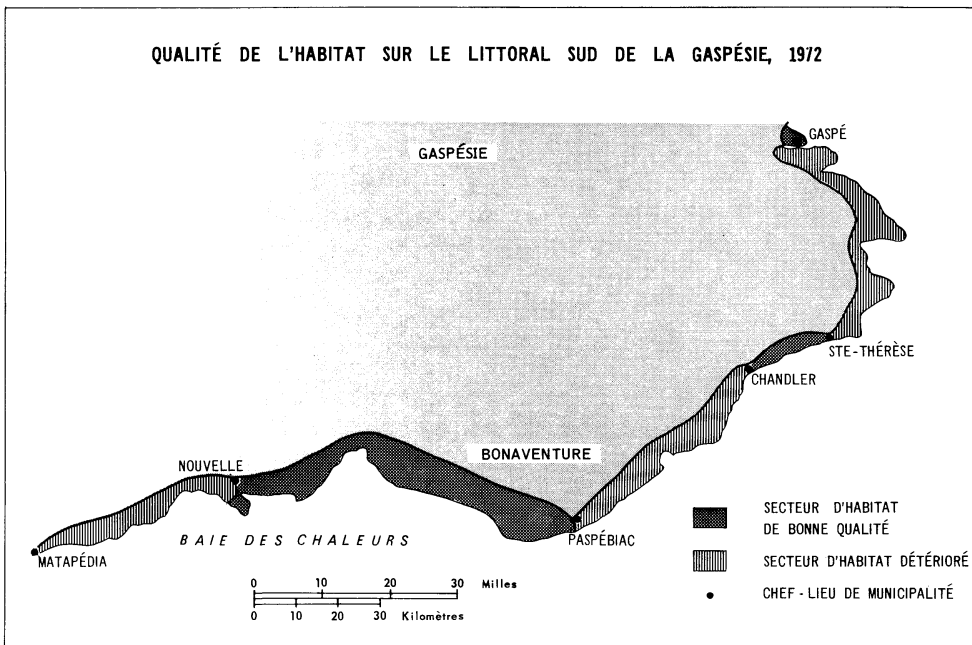 QUALITÉ DE L'HABITAT SUR LE LITTORAL SUD DE LA GASPÉSIE, 1972
GASPÉ
GASPÉSIE
STE-THÉRÈSE
CHANDLER
BONAVENTURE
NOUVELLE
PASPÉBIAC
BAIE DES CHALEURS
MATAPÉDIA
SECTEUR D'HABITAT
DE BONNE QUALITÉ
SECTEUR D'HABITAT DÉTÉRIORÉ
CHEF-LIEU DE MUNICIPALITÉ
0 10 20 30 Milles
0 10 20 30 Kilomètres